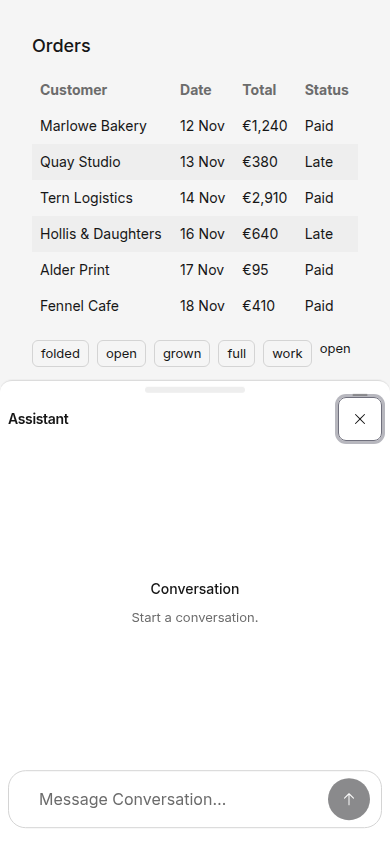 Orders
Customer Date Total Status
Marlowe Bakery 12 Nov €1,240 Paid
Quay Studio 13 Nov €380 Late
Tern Logistics 14 Nov €2,910 Paid
Hollis & Daughters 16 Nov €640 Late
Alder Print 17 Nov €95 Paid
Fennel Cafe 18 Nov €410 Paid
folded open grown full work open
Assistant
Conversation
Start a conversation.
Message Conversation...